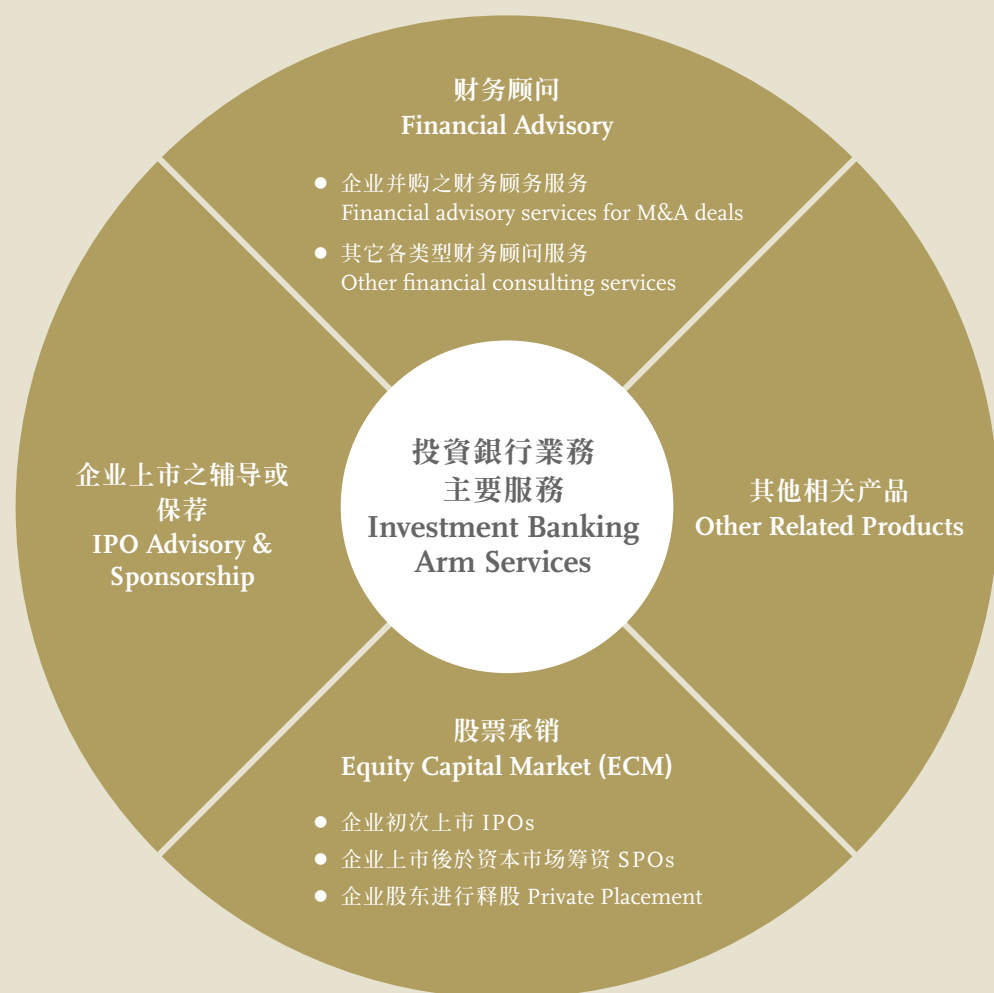 财务顾问
Financial Advisory
● 企业并购之财务顾务服务
Financial advisory services for M&A deals
● 其它各类型财务顾问服务
Other financial consulting services
企业上市之辅导或
保荐
IPO Advisory &
Sponsorship
投資銀行業務
主要服務
Investment Banking
Arm Services
其他相关产品
Other Related Products
股票承销
Equity Capital Market (ECM)
● 企业初次上市 IPOs
● 企业上市後於资本市场筹资 SPOs
● 企业股东进行释股 Private Placement